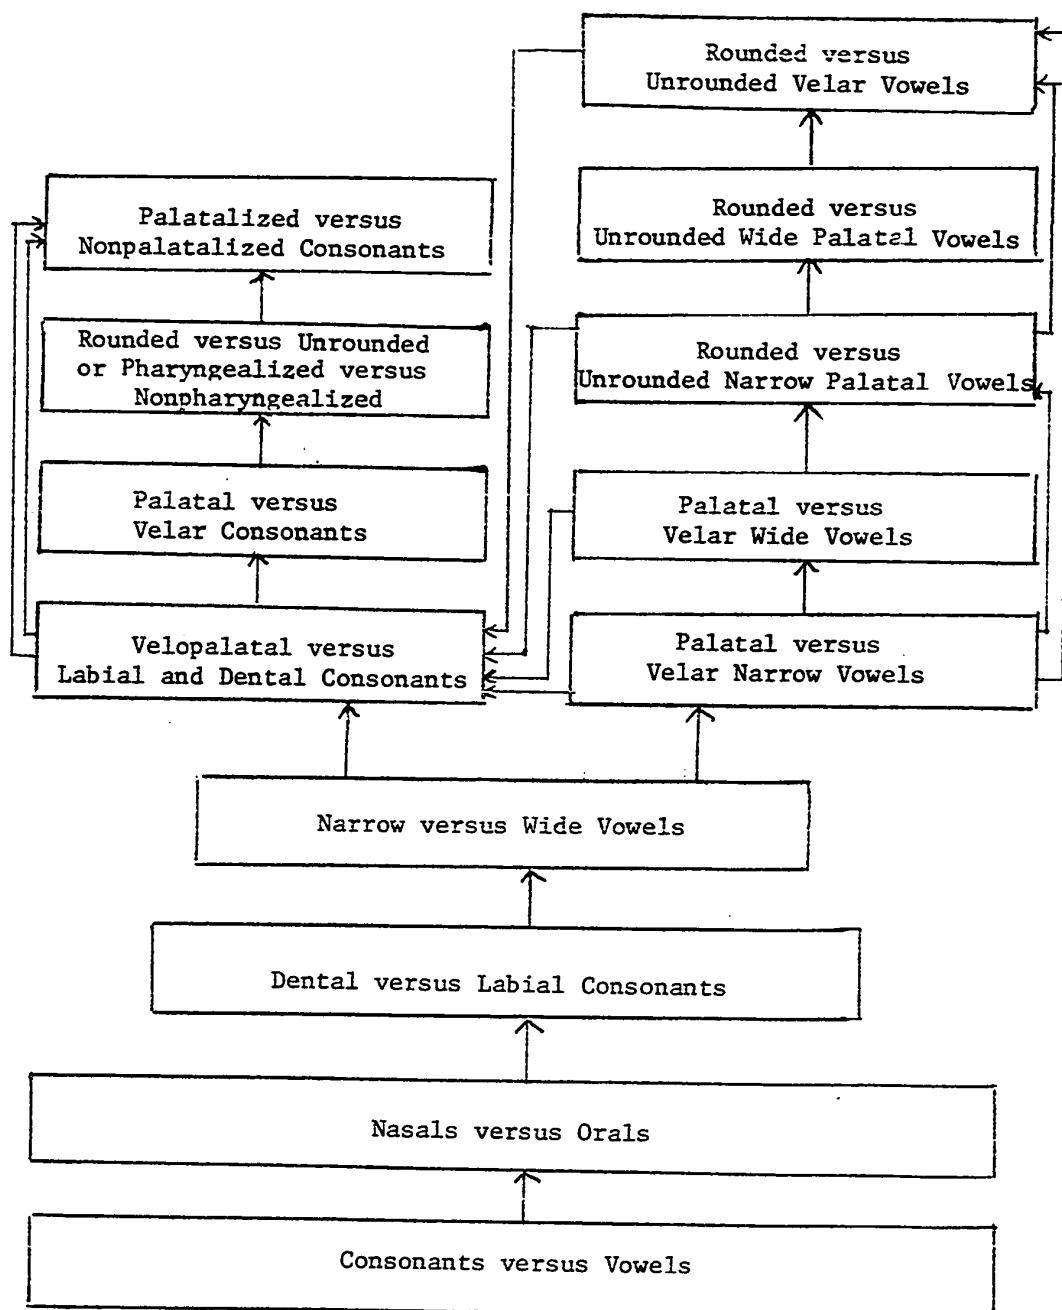 Rounded versus
Unrounded Velar Vowels
Rounded versus
Unrounded Wide Palatal Vowels
Palatalized versus
Nonpalatalized Consonants
Rounded versus Unrounded
or Pharyngealized versus
Nonpharyngealized
Rounded versus
Unrounded Narrow Palatal Vowels
Palatal versus
Velar Consonants
Palatal versus
Velar Wide Vowels
Velopalatal versus
Labial and Dental Consonants
Palatal versus
Velar Narrow Vowels
Narrow versus Wide Vowels
Dental versus Labial Consonants
Nasals versus Orals
Consonants versus Vowels